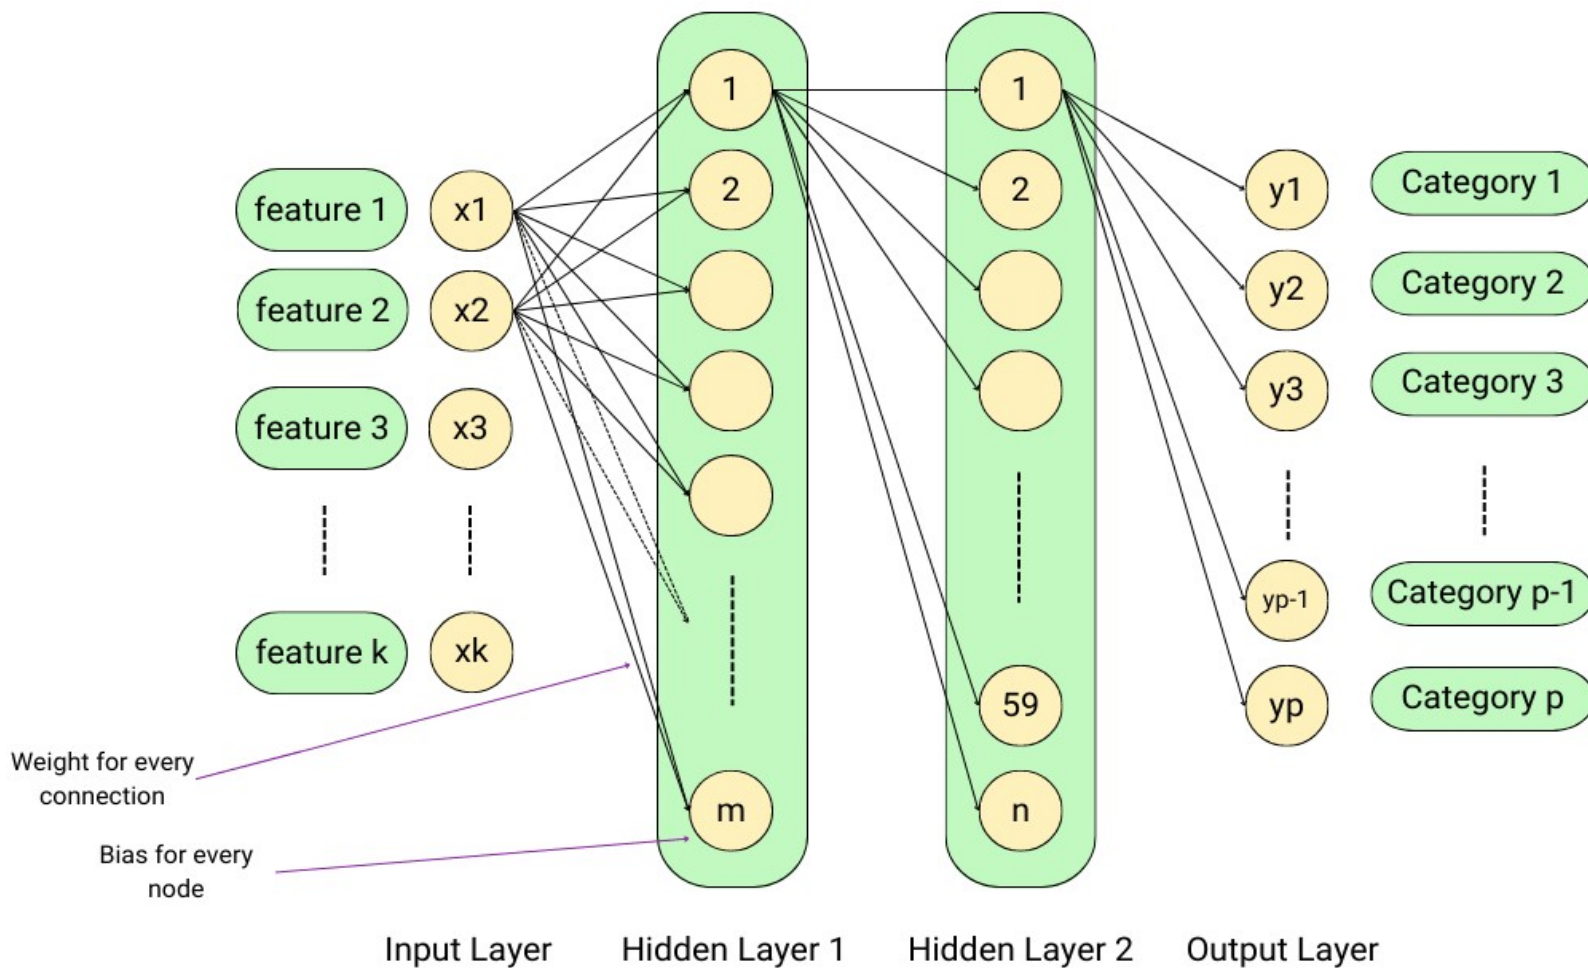 feature 1
feature 2
feature 3
feature k
x1
x2
x3
xk
Weight for every
connection
Bias for every
node
1
2
m
1
2
59
n
y1
y2
y3
yp-1
yp
Category 1
Category 2
Category 3
Category p-1
Category p
Input Layer
Hidden Layer 1
Hidden Layer 2
Output Layer